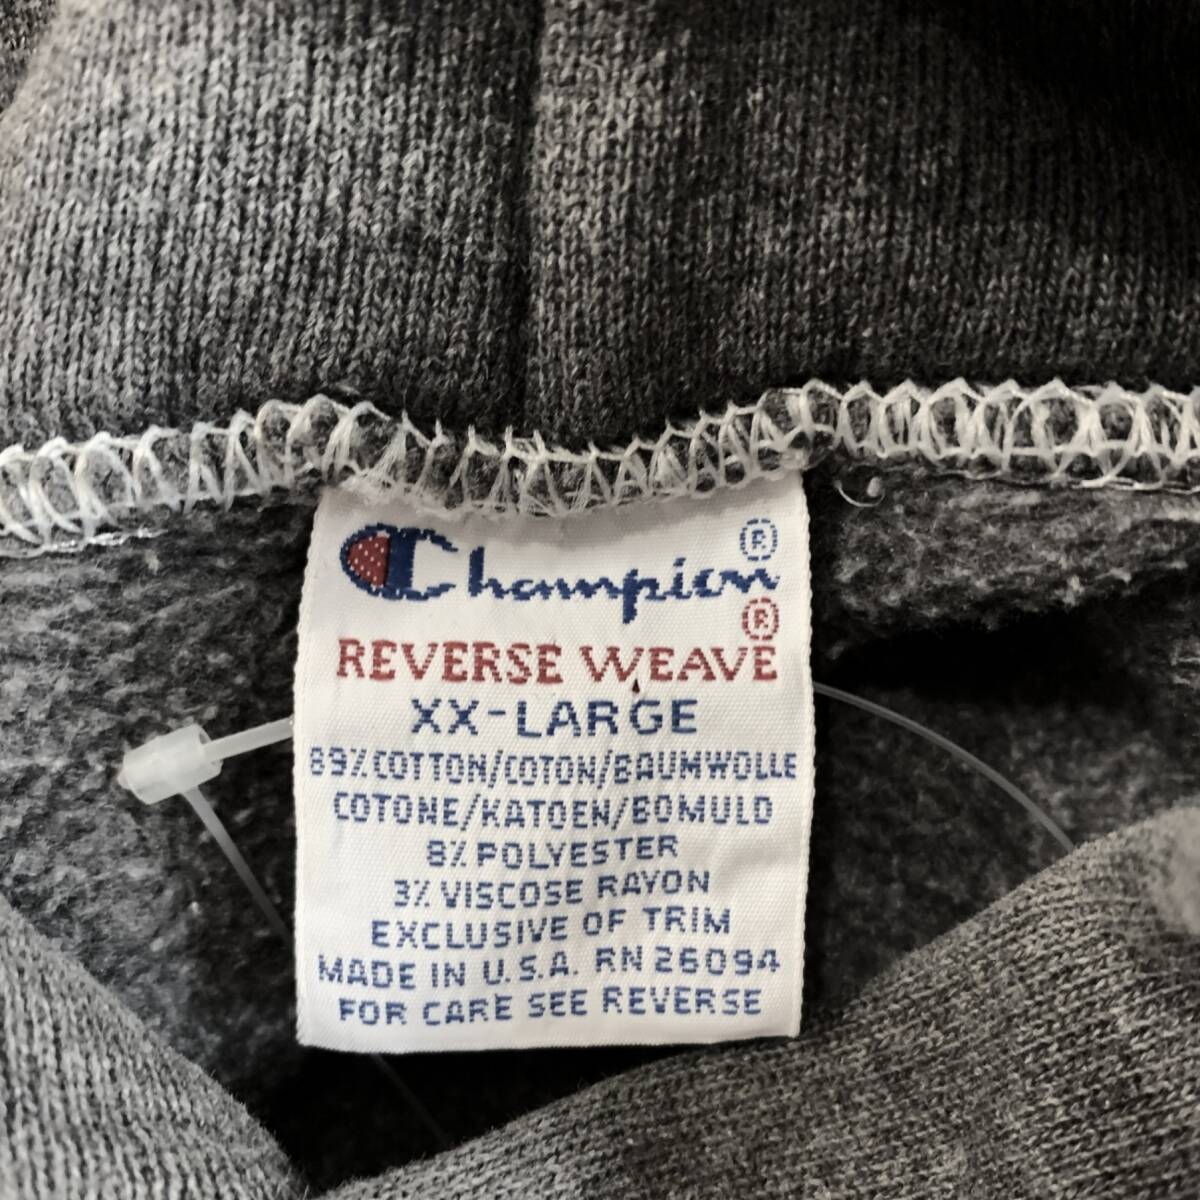 Champion®
REVERSE WEAVE®
XX-LARGE
89% COTTON/COTON/BAUMWOLLE
COTONE/KATOEN/BOMULD
8% POLYESTER
3% VISCOSE RAYON
EXCLUSIVE OF TRIM
MADE IN U.S.A. RN 26094
FOR CARE SEE REVERSE